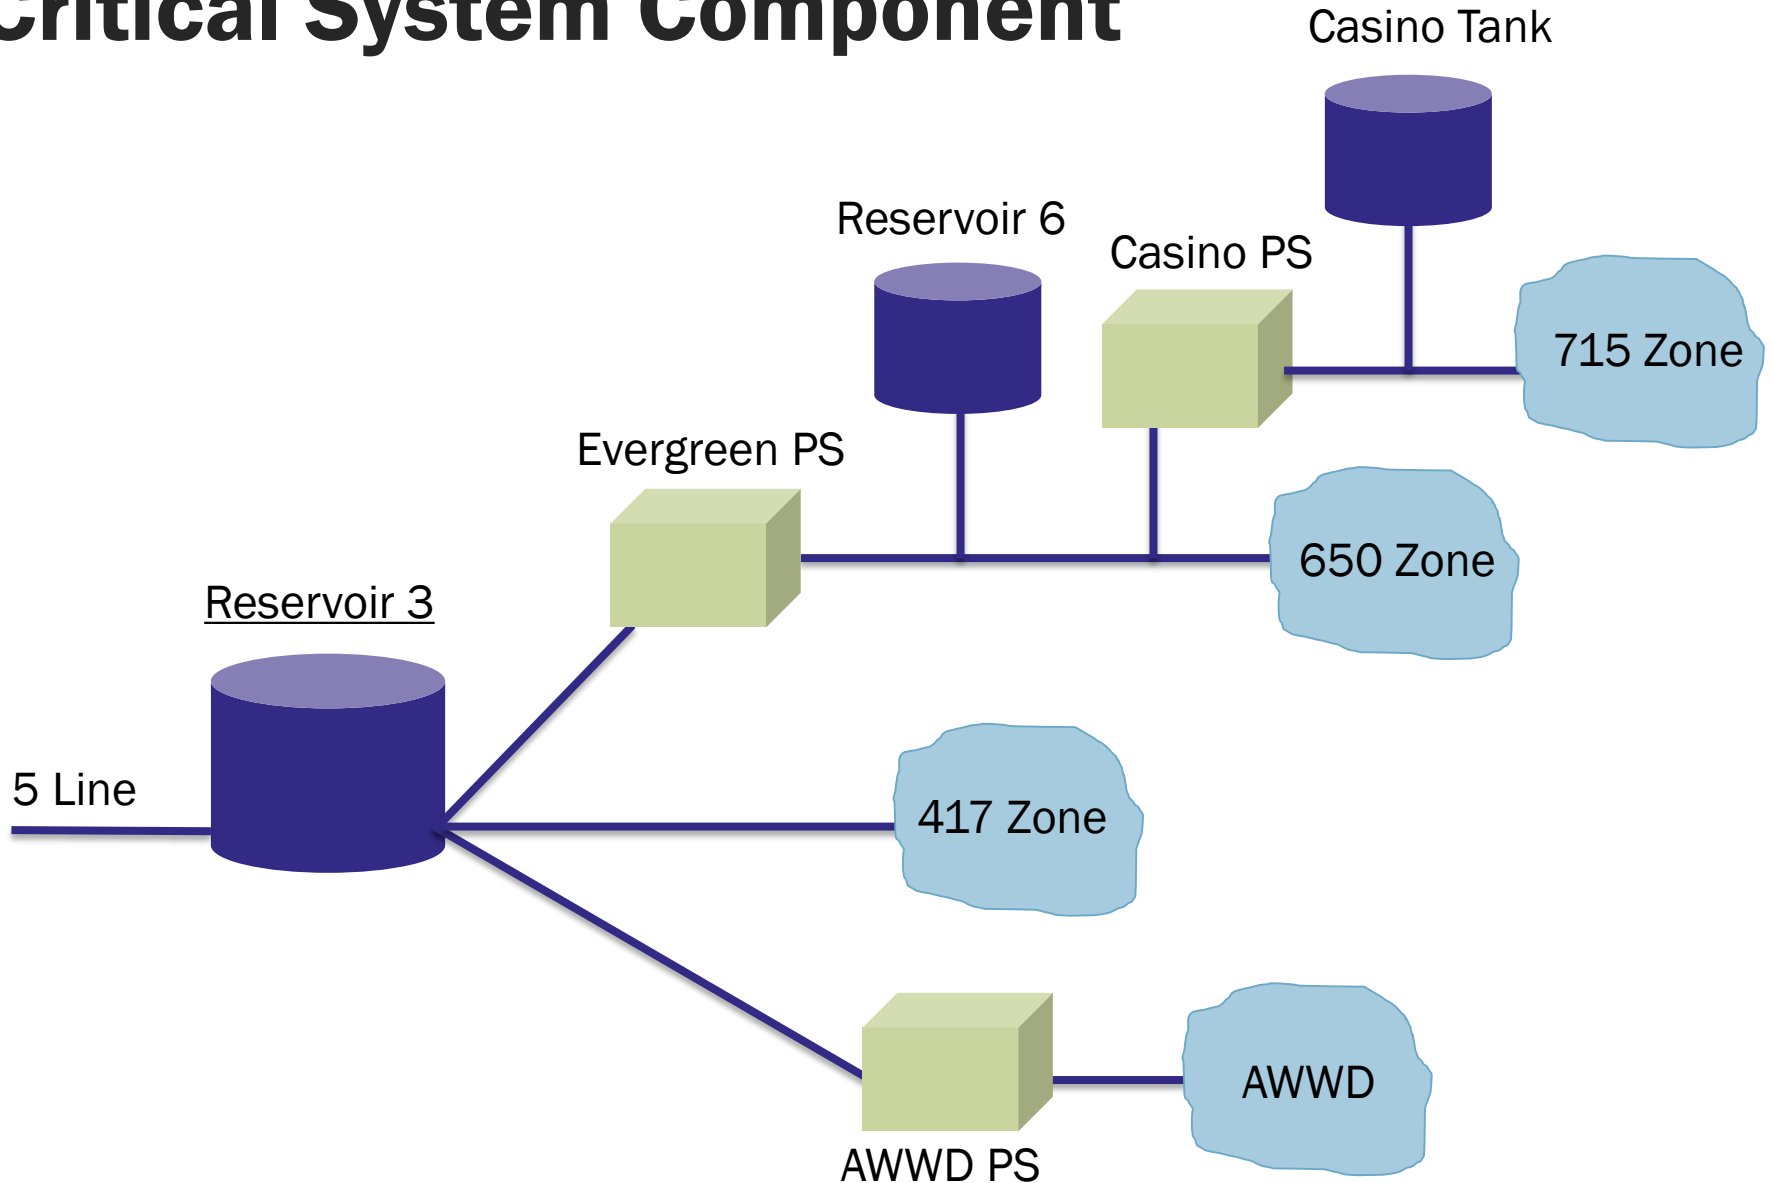 Critical System Component
Casino Tank
Reservoir 6
Casino PS
715 Zone
Evergreen PS
650 Zone
Reservoir 3
5 Line
417 Zone
AWWD
AWWD PS